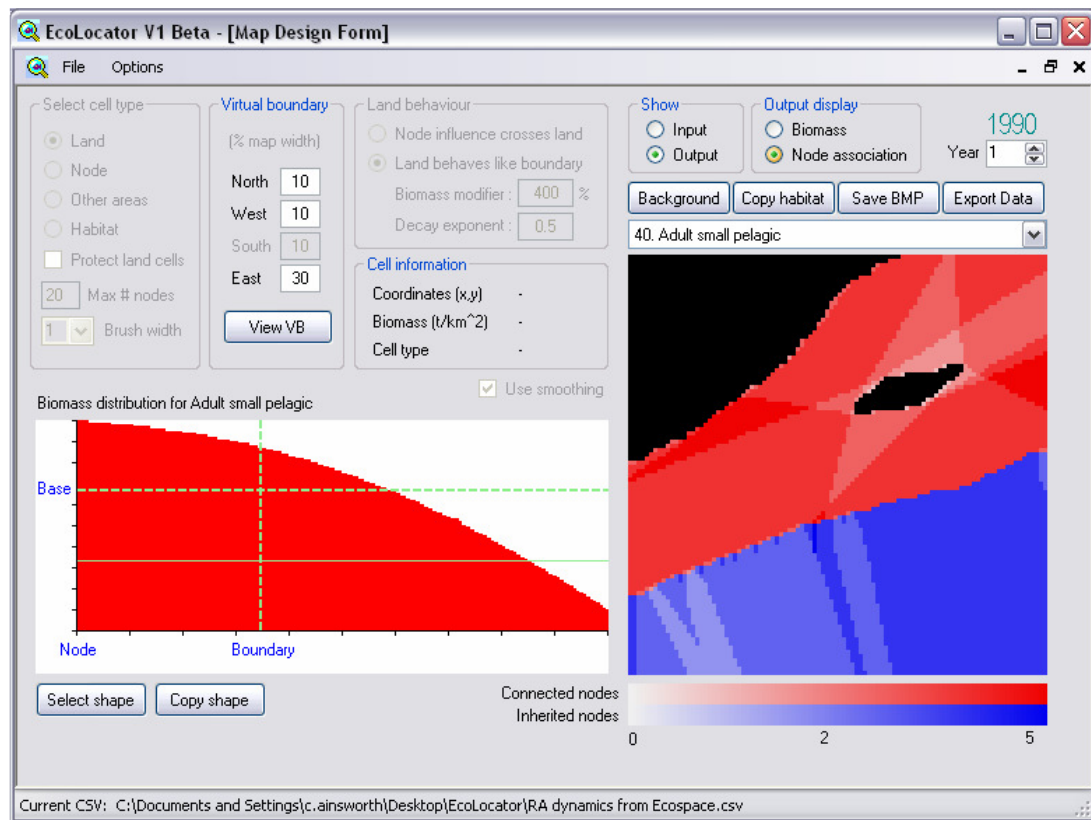 EcoLocator V1 Beta - [Map Design Form]
File Options
Select cell type
Land
Node
Other areas
Habitat
Protect land cells
20 Max # nodes
1 Brush width
Virtual boundary
(% map width)
North 10
West 10
South 10
East 30
View VB
Land behaviour
Node influence crosses land
Land behaves like boundary
Biomass modifier : 400 %
Decay exponent : 0.5
Cell information
Coordinates (x,y) -
Biomass (t/km^2) -
Cell type -
Use smoothing
Show
Input
Output
Output display
Biomass
Node association
1990
Year 1
Background Copy habitat Save BMP Export Data
40. Adult small pelagic
Biomass distribution for Adult small pelagic
Base
Node Boundary
Select shape Copy shape
Connected nodes
Inherited nodes
0 2 5
Current CSV: C:\Documents and Settings\c.ainsworth\Desktop\EcoLocator\RA dynamics from Ecospace.csv